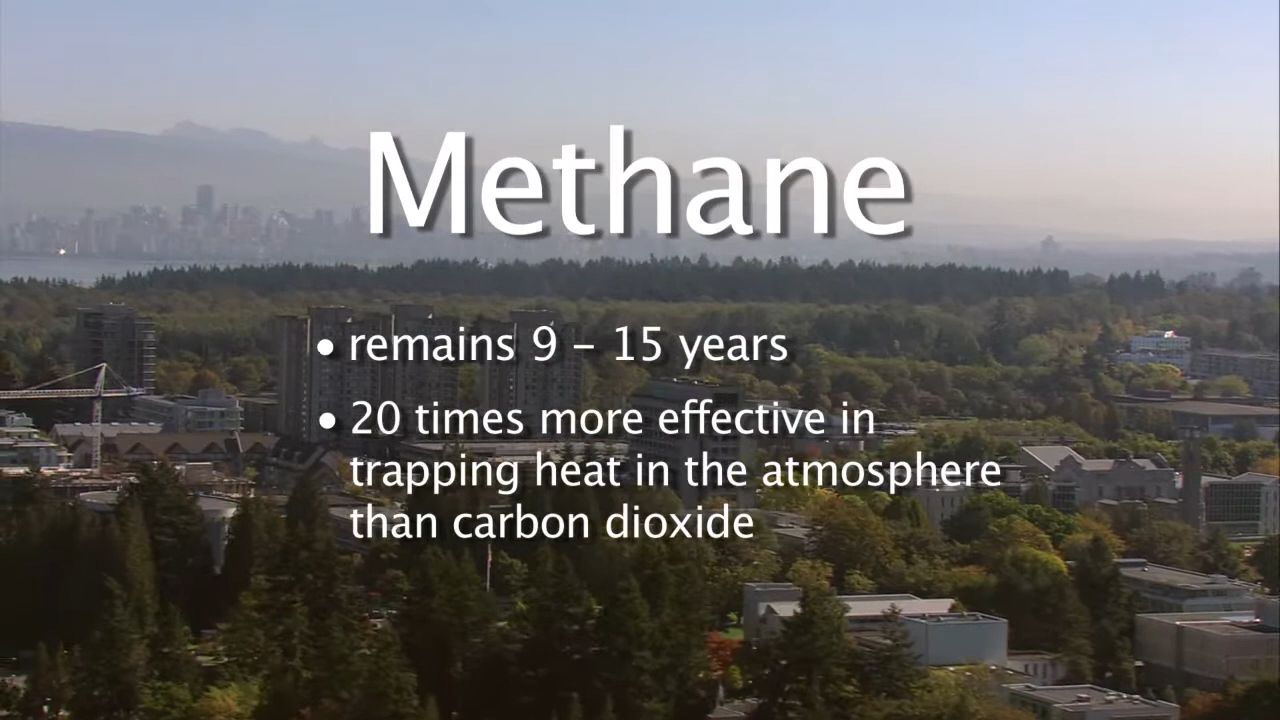 Methane
• remains 9 – 15 years
• 20 times more effective in
trapping heat in the atmosphere
than carbon dioxide